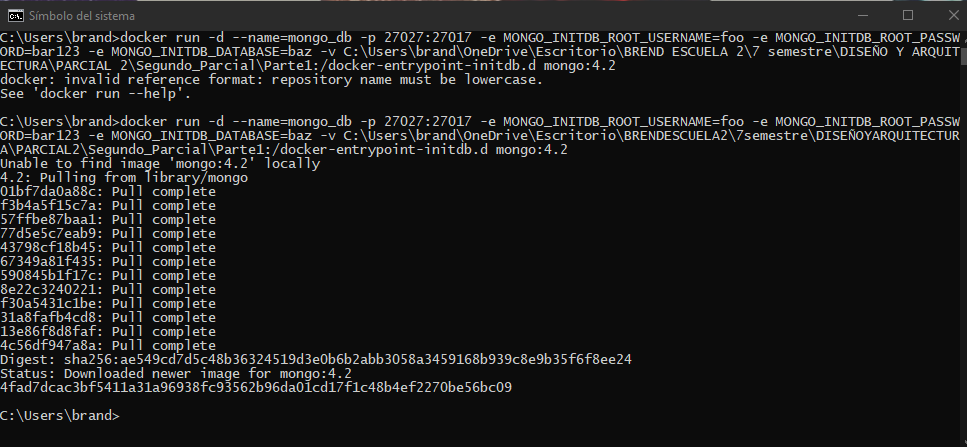 Símbolo del sistema
C:\Users\brand>docker run -d --name=mongo_db -p 27027:27017 -e MONGO_INITDB_ROOT_USERNAME=foo -e MONGO_INITDB_ROOT_PASSW
ORD=bar123 -e MONGO_INITDB_DATABASE=baz -v C:\Users\brand\OneDrive\Escritorio\BREND ESCUELA 2\7 semestre\DISEÑO Y ARQUIT
ECTURA\PARCIAL 2\Segundo_Parcial\Parte1:/docker-entrypoint-initdb.d mongo:4.2
docker: invalid reference format: repository name must be lowercase.
See 'docker run --help'.
C:\Users\brand>docker run -d --name=mongo_db -p 27027:27017 -e MONGO_INITDB_ROOT_USERNAME=foo -e MONGO_INITDB_ROOT_PASSW
ORD=bar123 -e MONGO_INITDB_DATABASE=baz -v C:\Users\brand\OneDrive\Escritorio\BRENDESCUELA2\7semestre\DISEÑOYARQUITECTUR
A\PARCIAL2\Segundo_Parcial\Parte1:/docker-entrypoint-initdb.d mongo:4.2
Unable to find image 'mongo:4.2' locally
4.2: Pulling from library/mongo
01bf7da0a88c: Pull complete
f3b4a5f15c7a: Pull complete
57ffbe87baa1: Pull complete
77d5e5c7eab9: Pull complete
43798cf18b45: Pull complete
67349a81f435: Pull complete
590845b1f17c: Pull complete
8e22c3240221: Pull complete
f30a5431c1be: Pull complete
31a8fafb4cd8: Pull complete
13e86f8d8faf: Pull complete
4c56df947a8a: Pull complete
Digest: sha256:ae549cd7d5c48b36324519d3e0b6b2abb3058a3459168b939c8e9b35f6f8ee24
Status: Downloaded newer image for mongo:4.2
4fad7dcac3bf5411a31a96938fc93562b96da01cd17f1c48b4ef2270be56bc09
C:\Users\brand>